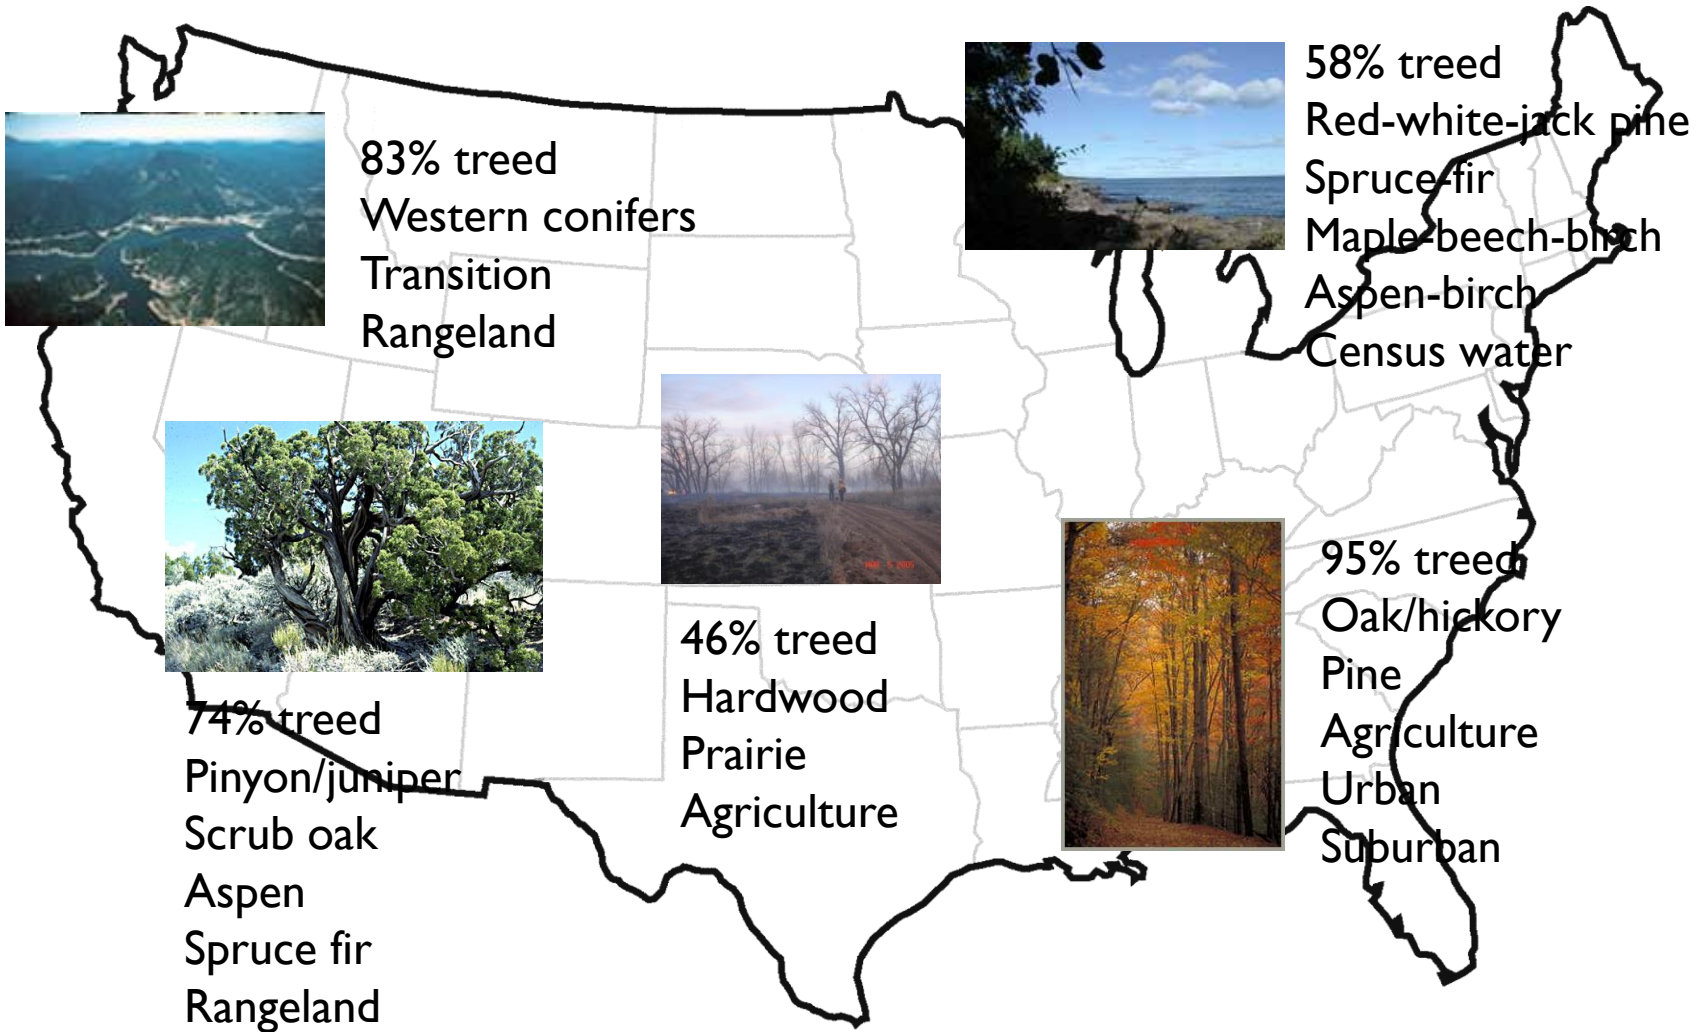 83% treed
Western conifers
Transition
Rangeland
58% treed
Red-white-jack pine
Spruce-fir
Maple-beech-birch
Aspen-birch
Census water
74% treed
Pinyon/juniper
Scrub oak
Aspen
Spruce fir
Rangeland
46% treed
Hardwood
Prairie
Agriculture
95% treed
Oak/hickory
Pine
Agriculture
Urban
Suburban